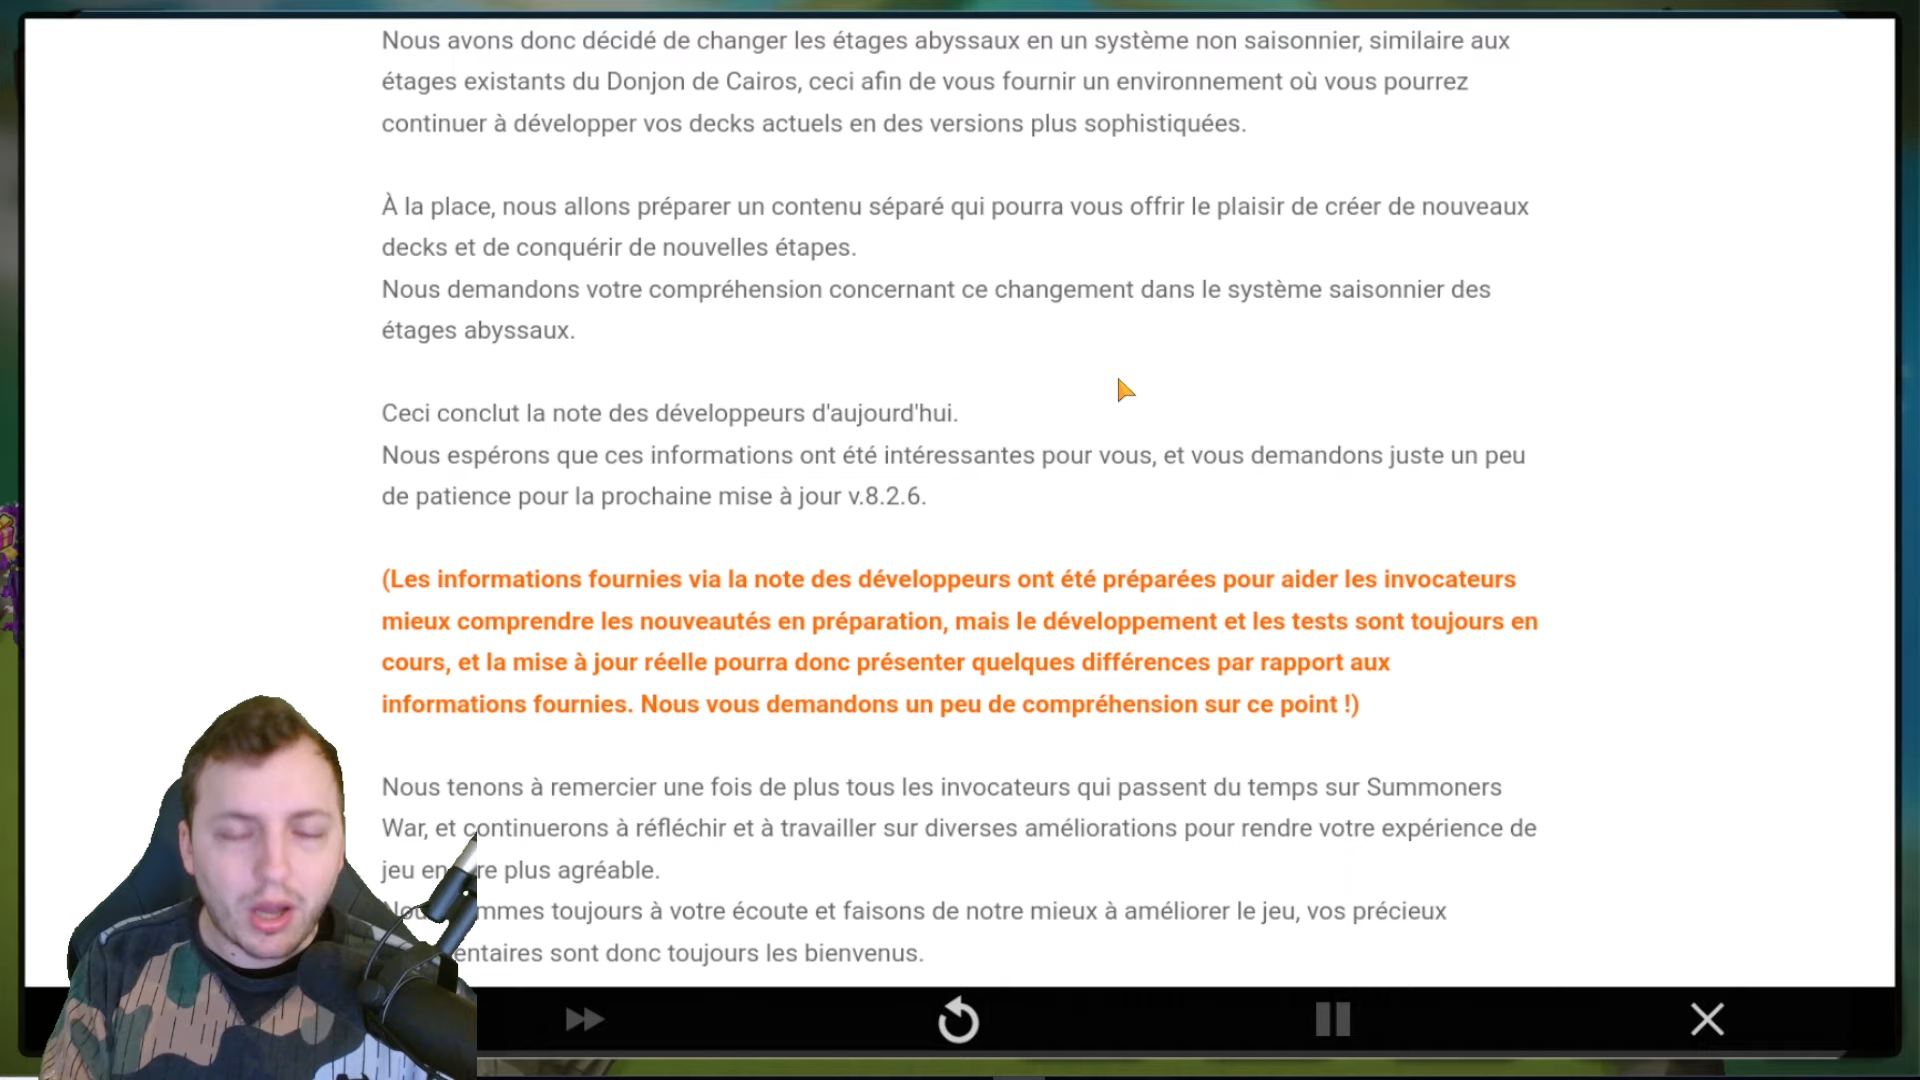 Nous avons donc décidé de changer les étages abyssaux en un système non saisonnier, similaire aux
étages existants du Donjon de Cairos, ceci afin de vous fournir un environnement où vous pourrez
continuer à développer vos decks actuels en des versions plus sophistiquées.
À la place, nous allons préparer un contenu séparé qui pourra vous offrir le plaisir de créer de nouveaux
decks et de conquérir de nouvelles étapes.
Nous demandons votre compréhension concernant ce changement dans le système saisonnier des
étages abyssaux.
Ceci conclut la note des développeurs d'aujourd'hui.
Nous espérons que ces informations ont été intéressantes pour vous, et vous demandons juste un peu
de patience pour la prochaine mise à jour v.8.2.6.
(Les informations fournies via la note des développeurs ont été préparées pour aider les invocateurs
mieux comprendre les nouveautés en préparation, mais le développement et les tests sont toujours en
cours, et la mise à jour réelle pourra donc présenter quelques différences par rapport aux
informations fournies. Nous vous demandons un peu de compréhension sur ce point !)
Nous tenons à remercier une fois de plus tous les invocateurs qui passent du temps sur Summoners
War, et continuerons à réfléchir et à travailler sur diverses améliorations pour rendre votre expérience de
jeu plus agréable.
toujours à votre écoute et faisons de notre mieux à améliorer le jeu, vos précieux
sont donc toujours les bienvenus.